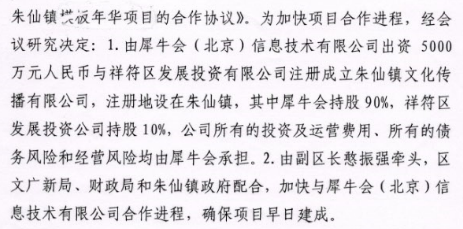 朱仙镇模板年华项目的合作协议》。为加快项目合作进程，经会
议研究决定：1.由犀牛会（北京）信息技术有限公司出资 5000
万元人民币与祥符区发展投资有限公司注册成立朱仙镇文化传
播有限公司，注册地设在朱仙镇，其中犀牛会持股 90%，祥符区
发展投资公司持股 10%，公司所有的投资及运营费用、所有的债
务风险和经营风险均由犀牛会承担。2.由副区长憨振强牵头，区
文广新局、财政局和朱仙镇政府配合，加快与犀牛会（北京）信
息技术有限公司合作进程，确保项目早日建成。